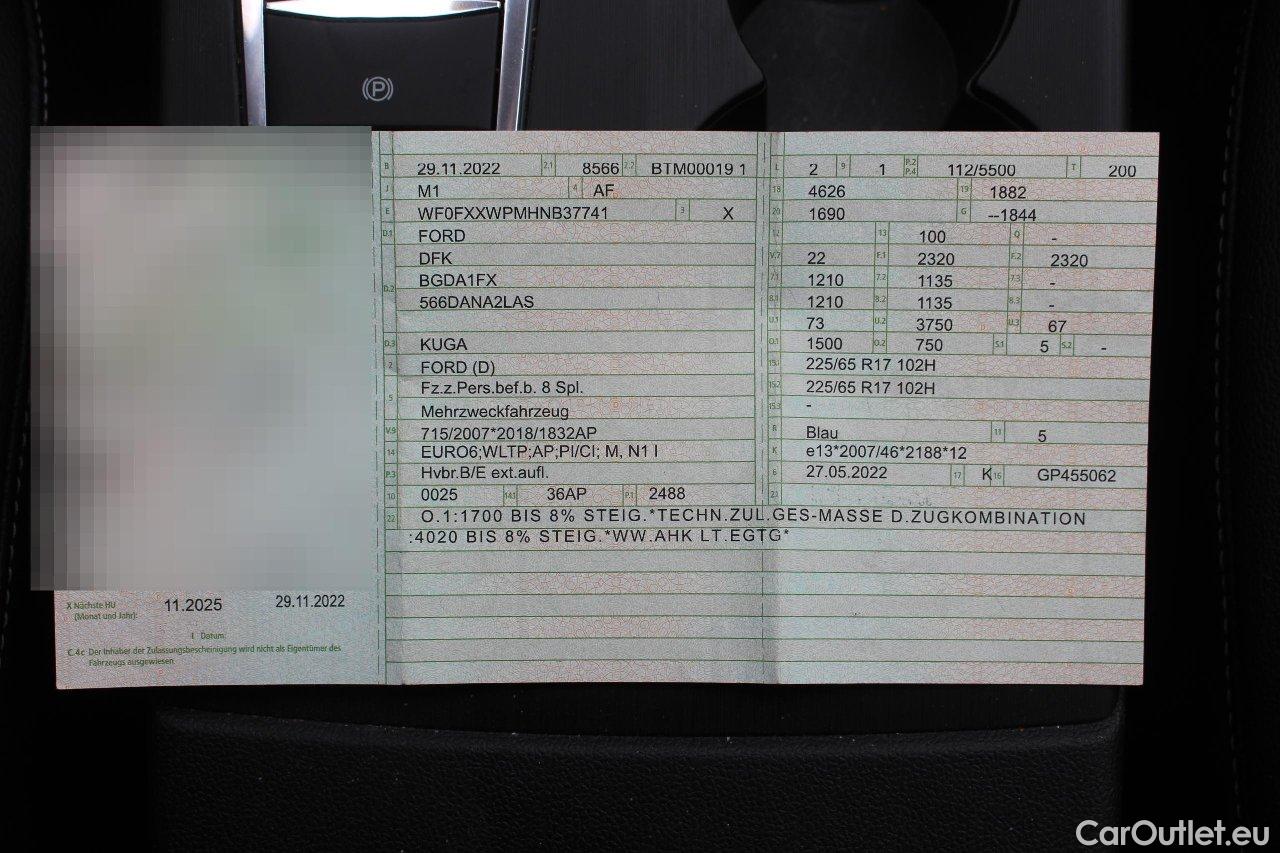 P
B 29.11.2022 2.1 8566 2.2 BTM00019 1
J M1 4 AF
E WF0FXXWPMHNB37741 3 X
D.1 FORD
DFK
D.2 BGDA1FX
566DANA2LAS
D.3 KUGA
2 FORD (D)
5 Fz.z.Pers.bef.b. 8 Spl.
Mehrzweckfahrzeug
V.9 715/2007*2018/1832AP
14 EURO6;WLTP;AP;PI/CI; M, N1 I
P.3 Hvbr.B/E ext.aufl.
10 0025 14.1 36AP P.1 2488
L 2 9 1 P.2 P.4 112/5500 T 200
18 4626 19 1882
20 1690 G --1844
12 13 100 Q -
V.7 22 F.1 2320 F.2 2320
7.1 1210 7.2 1135 7.3 -
8.1 1210 8.2 1135 8.3 -
U.1 73 U.2 3750 U.3 67
O.1 1500 O.2 750 S.1 5 S.2 -
15.1 225/65 R17 102H
15.2 225/65 R17 102H
15.3 -
R Blau 11 5
K e13*2007/46*2188*12
6 27.05.2022 17 K 16 GP455062
21
22 O.1:1700 BIS 8% STEIG.*TECHN.ZUL.GES-MASSE D.ZUGKOMBINATION
:4020 BIS 8% STEIG.*WW.AHK LT.EGTG*
X Nächste HU
(Monat und Jahr): 11.2025 29.11.2022
I Datum:
C.4c Der Inhaber der Zulassungsbescheinigung wird nicht als Eigentümer des
Fahrzeugs ausgewiesen
CarOutlet.eu